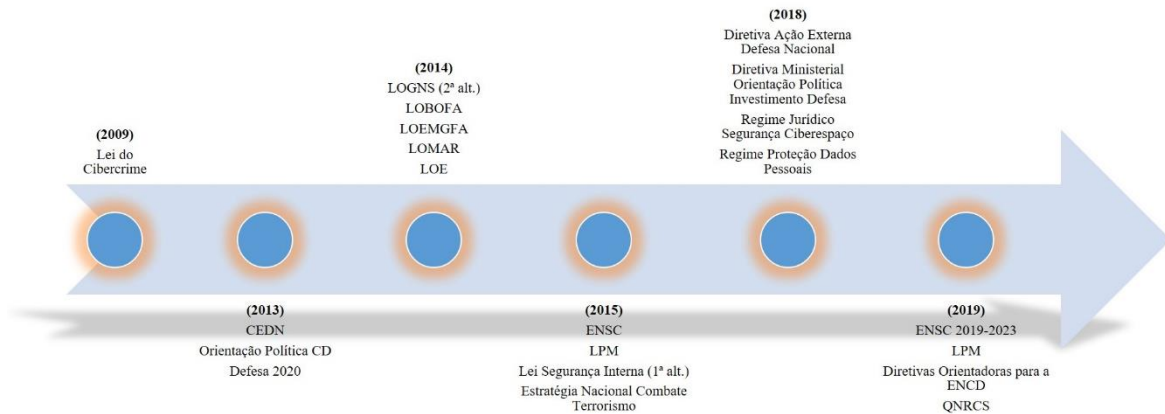 (2009)
Lei do
Cibercrime
(2013)
CEDN
Orientação Política CD
Defesa 2020
(2014)
LOGNS (2ª alt.)
LOBOFA
LOEMGFA
LOMAR
LOE
(2015)
ENSC
LPM
Lei Segurança Interna (1ª alt.)
Estratégia Nacional Combate
Terrorismo
(2018)
Diretiva Ação Externa
Defesa Nacional
Diretiva Ministerial
Orientação Política
Investimento Defesa
Regime Jurídico
Segurança Ciberespaço
Regime Proteção Dados
Pessoais
(2019)
ENSC 2019-2023
LPM
Diretivas Orientadoras para a
ENCD
QNRCS